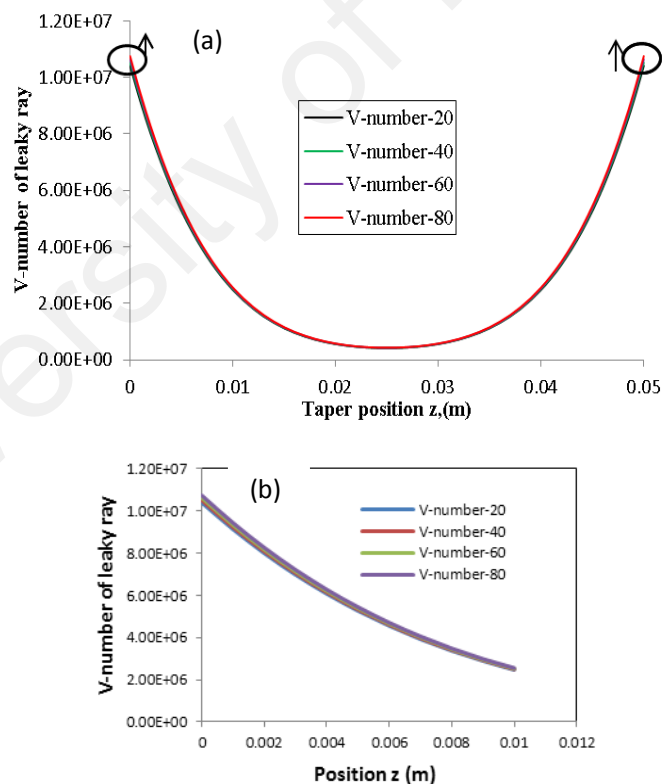 (a)
1.20E+07
1.00E+07
8.00E+06
6.00E+06
4.00E+06
2.00E+06
0.00E+00
V-number of leaky ray
V-number-20
V-number-40
V-number-60
V-number-80
0 0.01 0.02 0.03 0.04 0.05
Taper position z,(m)
(b)
1.20E+07
1.00E+07
8.00E+06
6.00E+06
4.00E+06
2.00E+06
0.00E+00
V-number of leaky ray
V-number-20
V-number-40
V-number-60
V-number-80
0 0.002 0.004 0.006 0.008 0.01 0.012
Position z (m)
ersity of